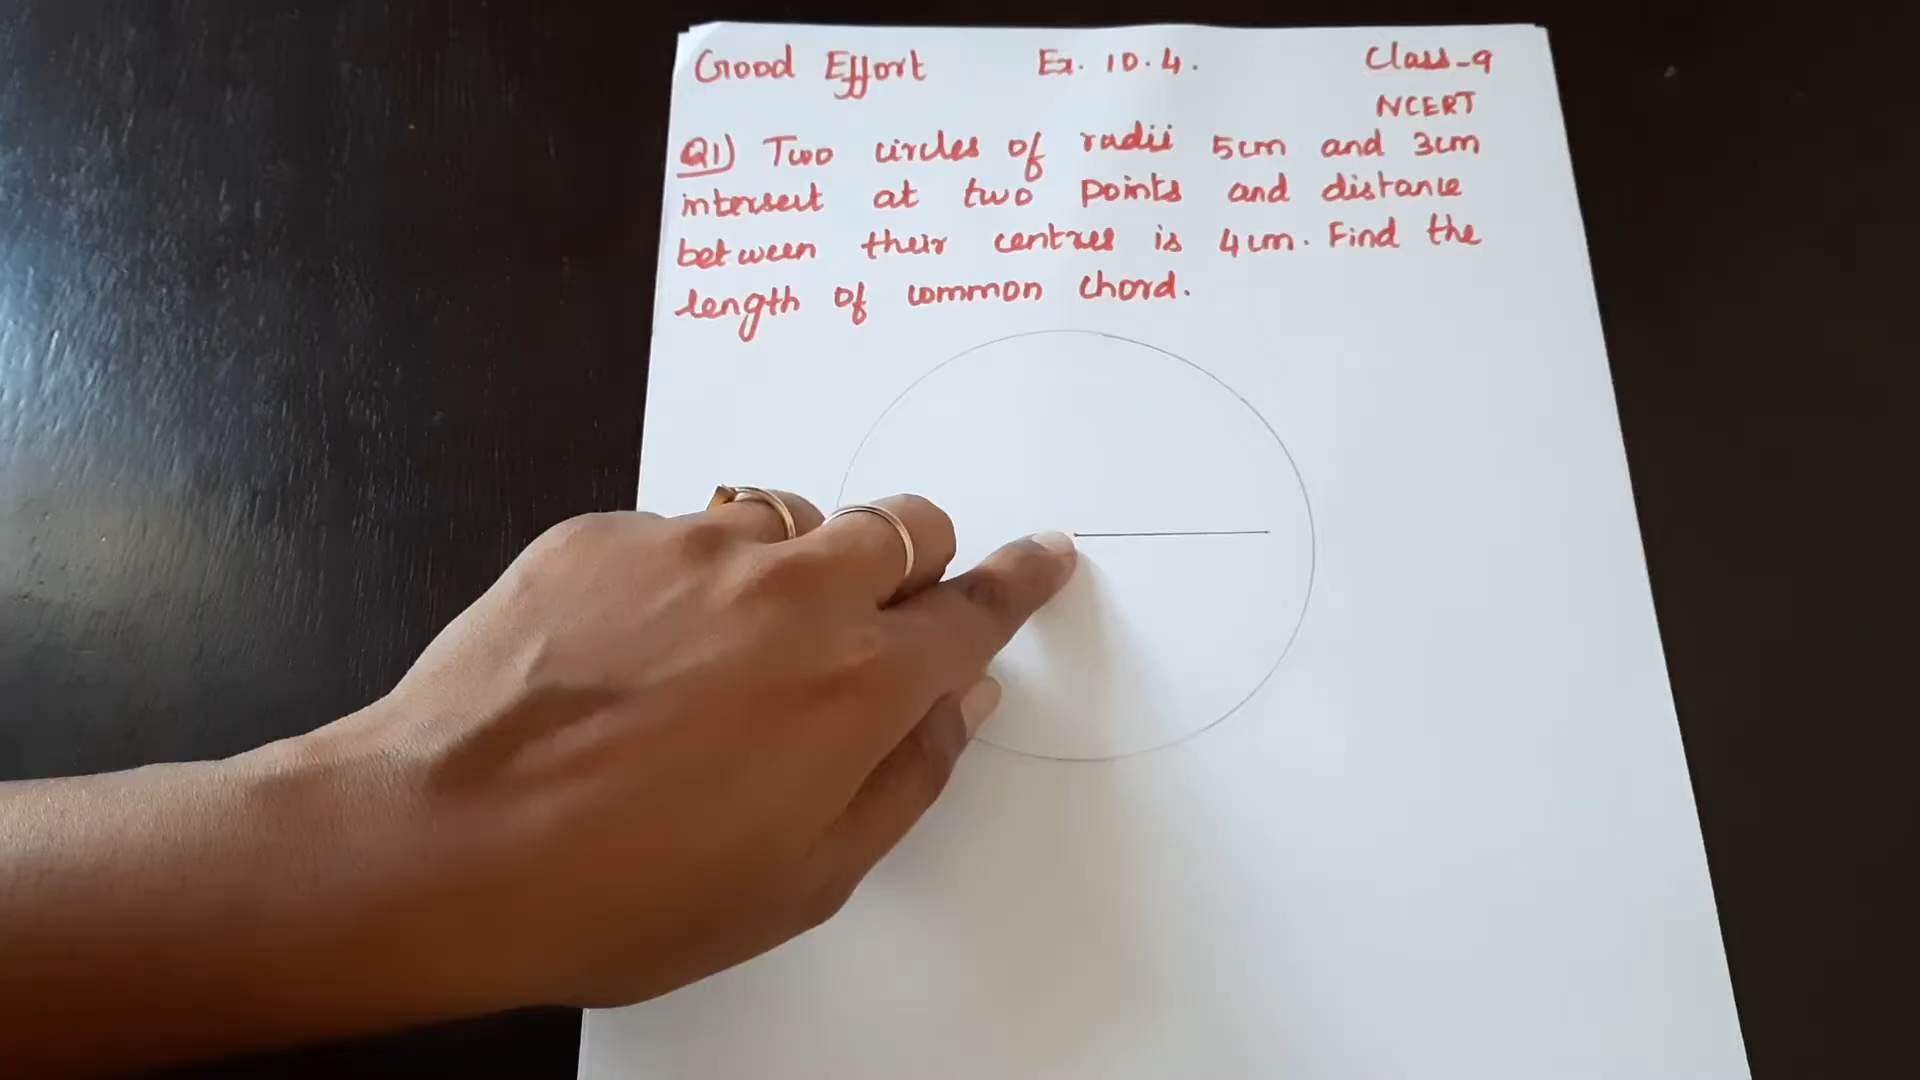 Good Effort Ex. 10.4. Class-9
NCERT
Q1) Two circles of radii 5cm and 3cm
intersect at two points and distance
between their centres is 4cm. Find the
length of common chord.